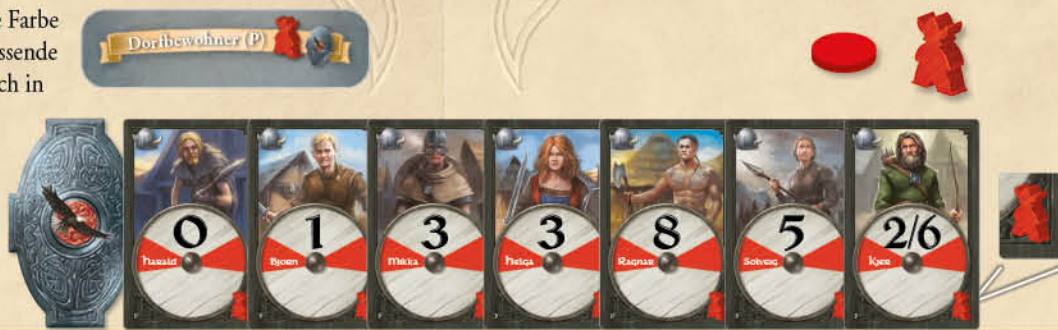 e Farbe
ssende
ch in
Dorfbewohner (P)
0
Harald
1
Bjorn
3
Mikka
3
Helga
8
Ragnar
5
Solveig
2/6
Kjer
P
P
P
P
P
P
P